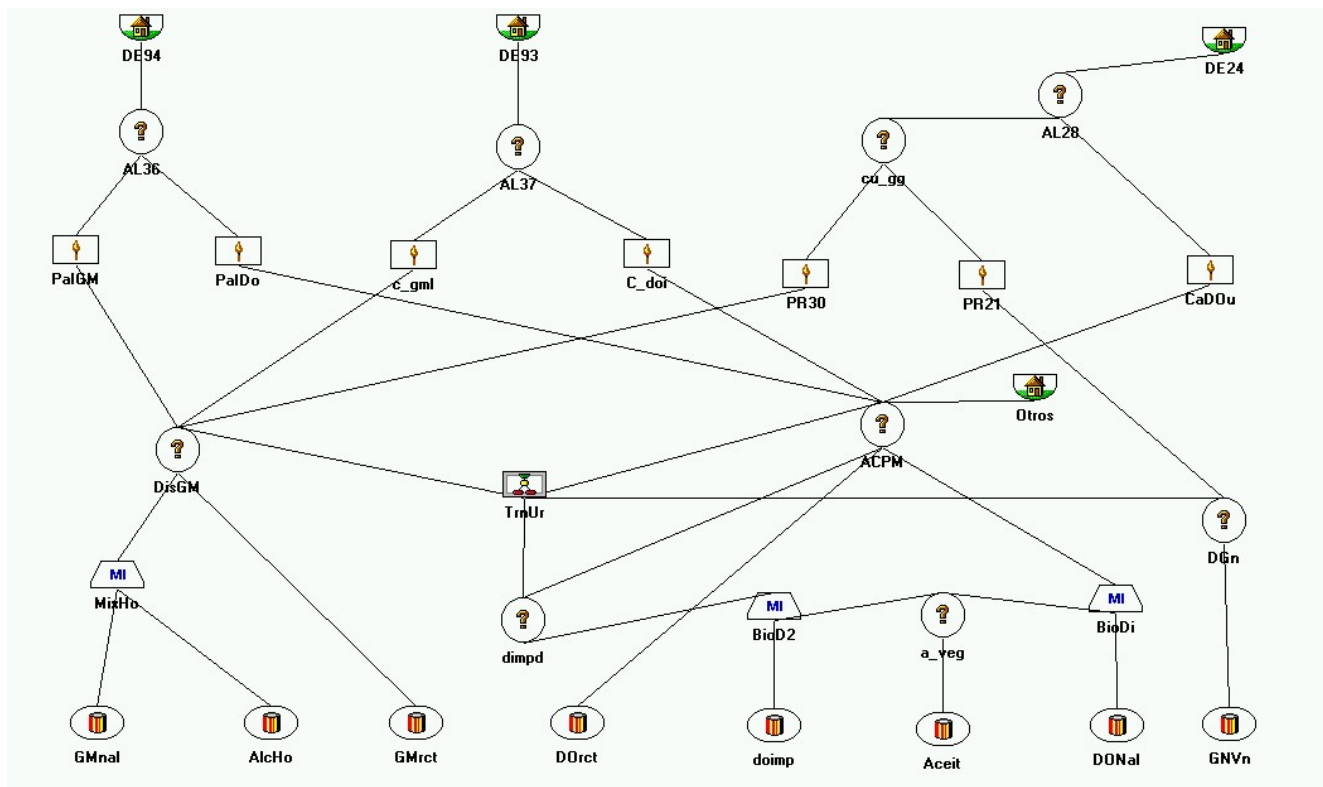 DE94
DE93
DE24
AL28
AL36
AL37
cu_gg
PalGM
PalDo
c_gml
C_doi
PR30
PR21
CaDOu
Otros
DisGM
ACPM
TrnUr
DGn
MI
MixHo
MI
BioD2
MI
BioDi
dimpd
a_veg
GMnal
AlcHo
GMrct
DOrct
doimp
Aceit
DONal
GNVn